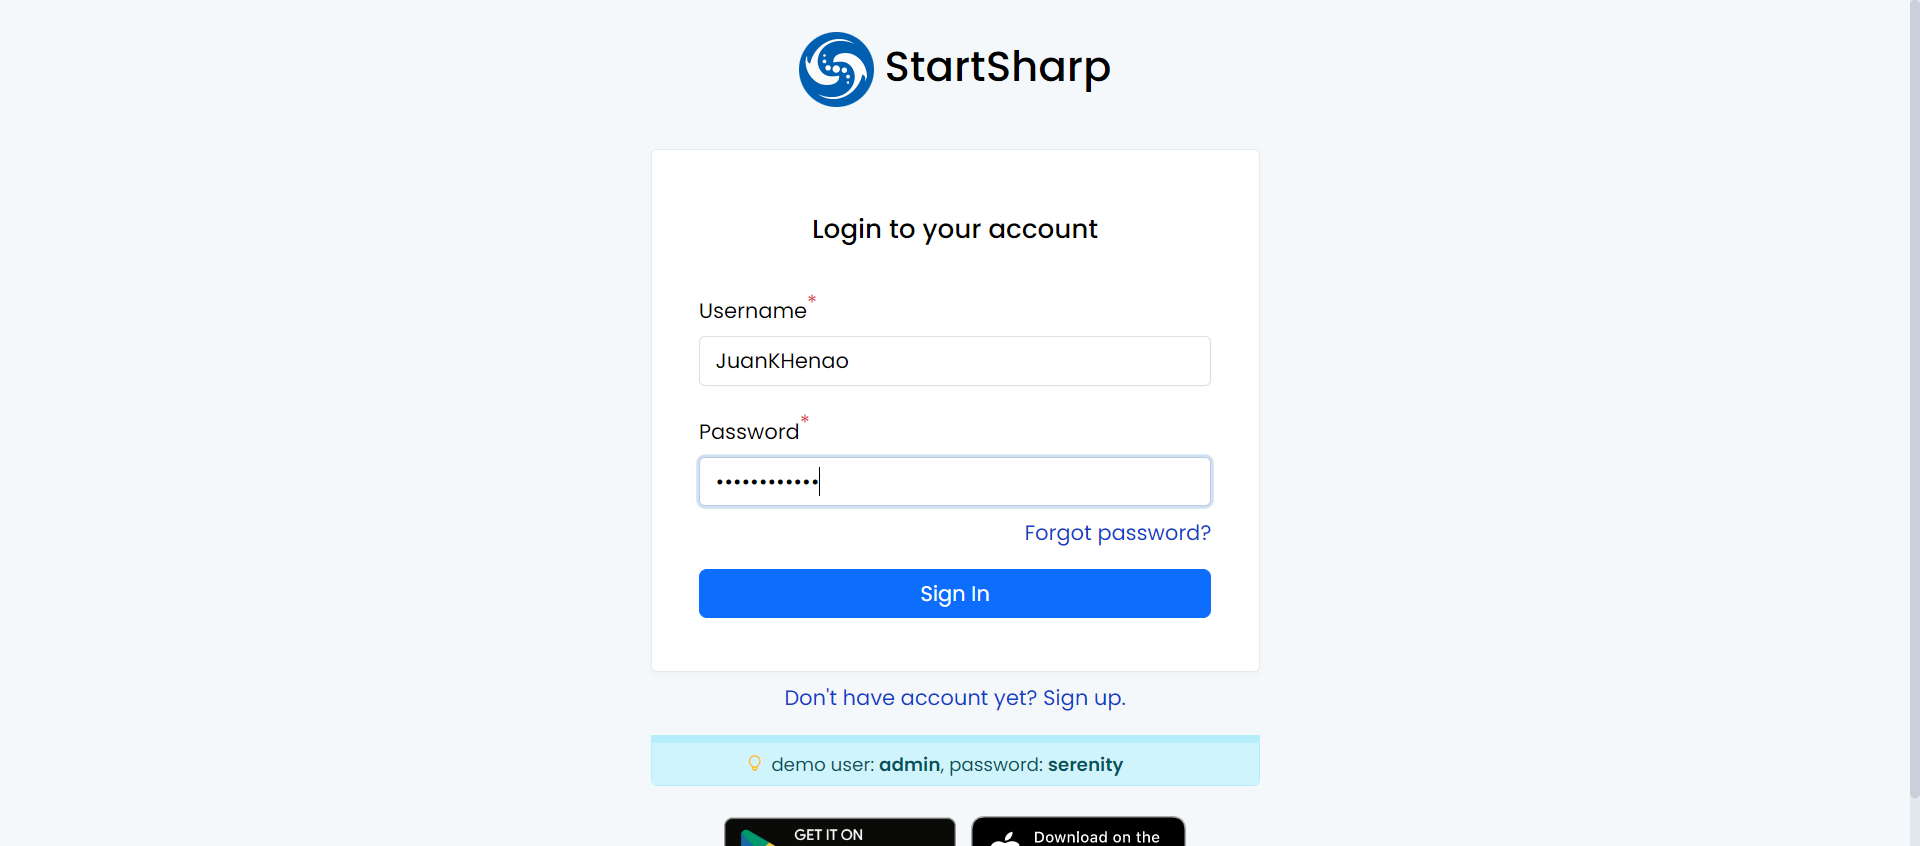 StartSharp
Login to your account
Username*
JuanKHenao
Password*
••••••••••••
Forgot password?
Sign In
Don't have account yet? Sign up.
demo user: admin, password: serenity
GET IT ON
Download on the